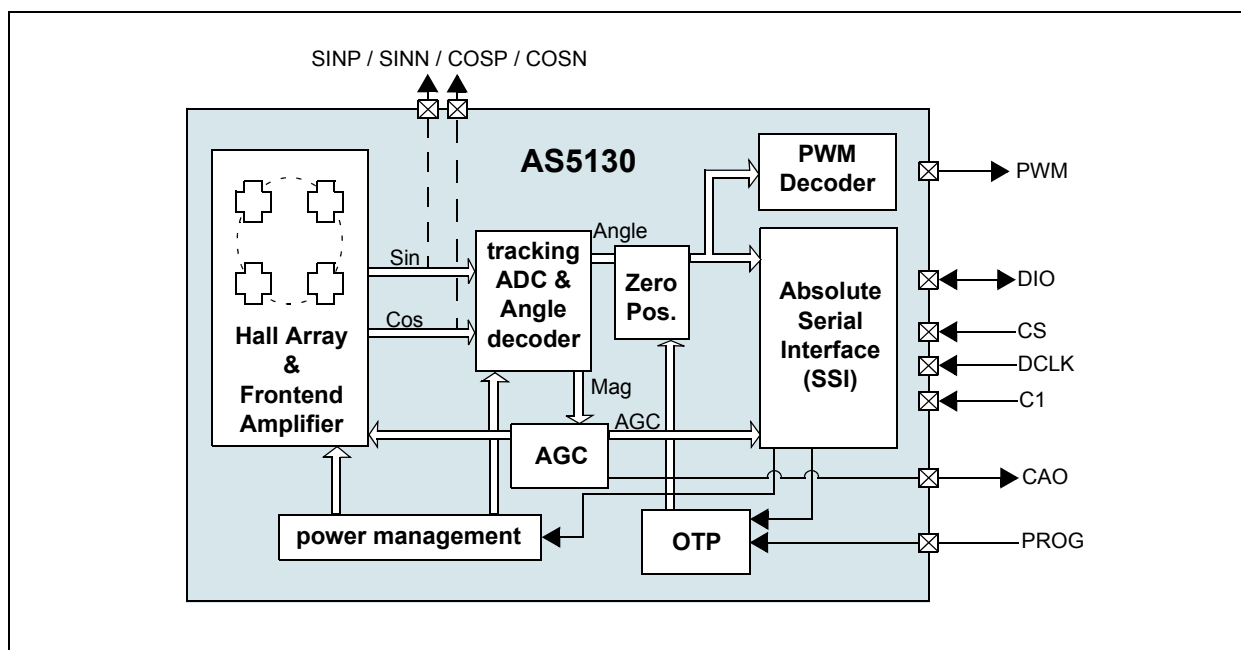 SINP / SINN / COSP / COSN
AS5130
PWM
Decoder
PWM
Hall Array
&
Frontend
Amplifier
Sin
Cos
tracking
ADC &
Angle
decoder
Angle
Zero
Pos.
Absolute
Serial
Interface
(SSI)
DIO
CS
DCLK
C1
Mag
AGC
AGC
CAO
power management
OTP
PROG